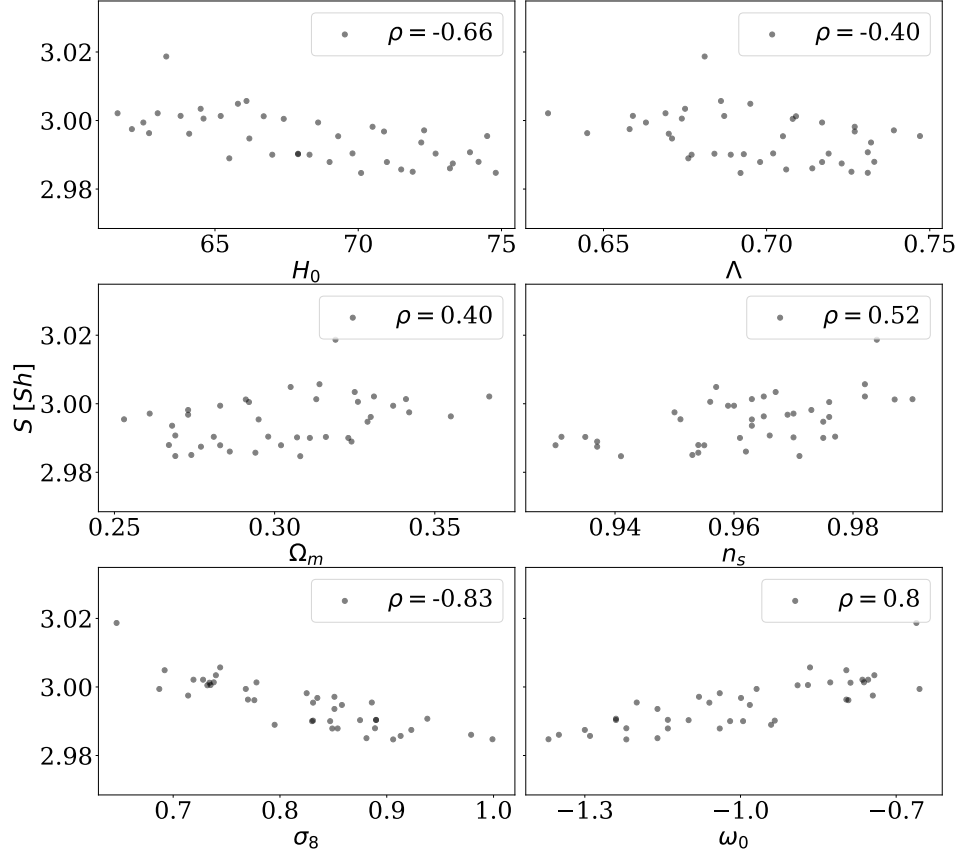 3.02
3.00
2.98
ρ = -0.66
65
70
75
H₀
ρ = -0.40
0.65
0.70
0.75
Λ
S [Sh]
3.02
3.00
2.98
ρ = 0.40
0.25
0.30
0.35
Ωₘ
ρ = 0.52
0.94
0.96
0.98
nₛ
3.02
3.00
2.98
ρ = -0.83
0.7
0.8
0.9
1.0
σ₈
ρ = 0.8
−1.3
−1.0
−0.7
ω₀